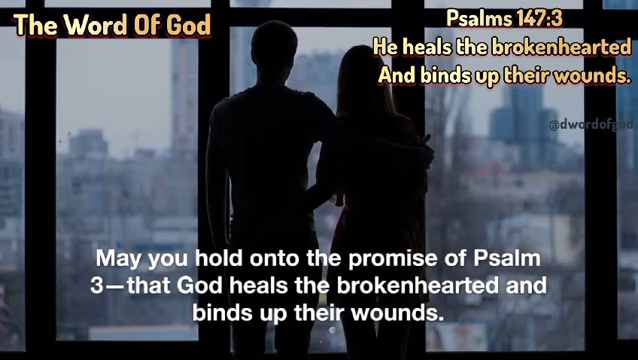 The Word Of God
Psalms 147:3
He heals the brokenhearted
And binds up their wounds.
@dwordofgod
May you hold onto the promise of Psalm
3—that God heals the brokenhearted and
binds up their wounds.